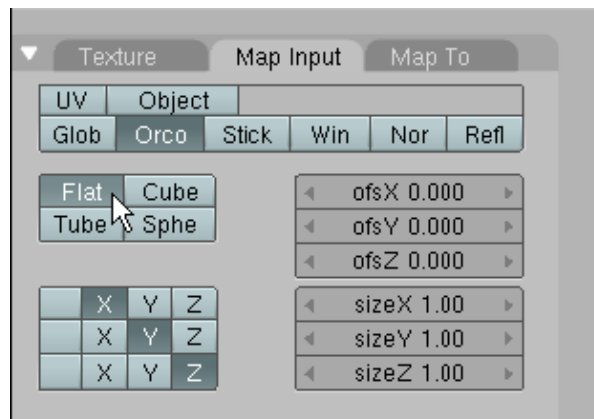 Texture Map Input Map To
UV Object
Glob Orco Stick Win Nor Refl
Flat Cube
Tube Sphe
ofsX 0.000
ofsY 0.000
ofsZ 0.000
X Y Z
X Y Z
X Y Z
sizeX 1.00
sizeY 1.00
sizeZ 1.00